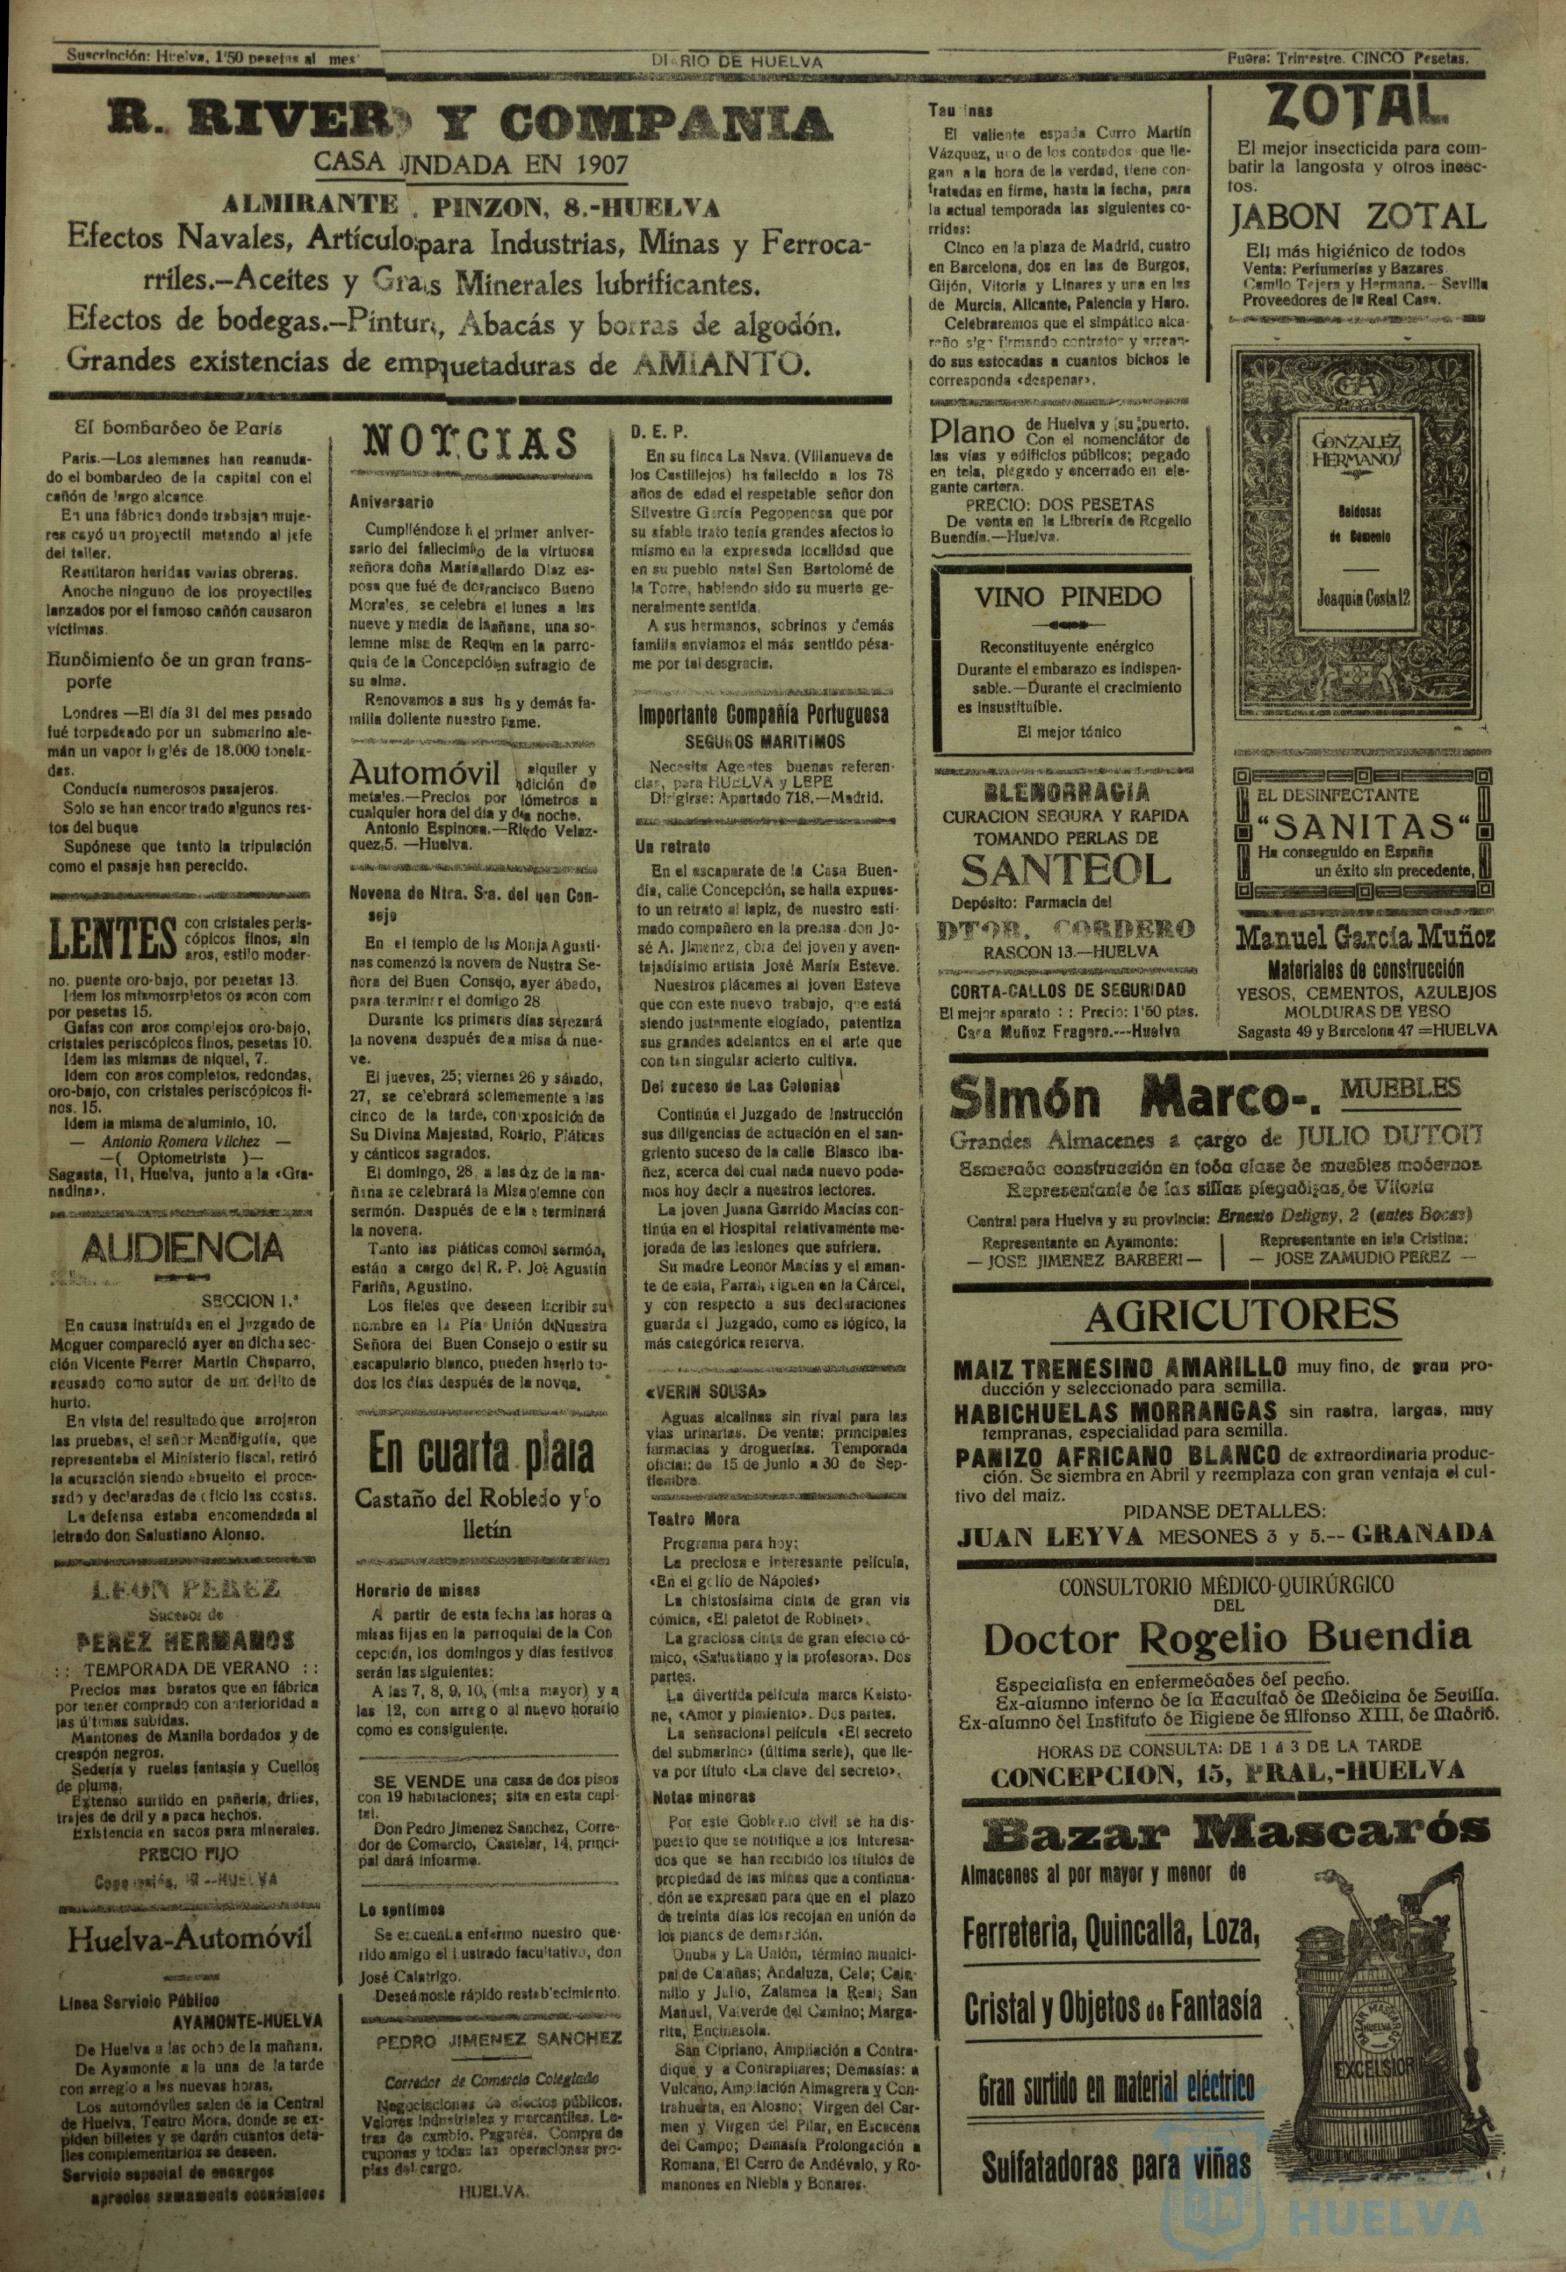 Suscripción: Huelva, 1'50 pesetas al mes
DIARIO DE HUELVA
Fuera: Trimestre. CINCO Pesetas.
R. RIVER Y COMPANIA
CASA UNDADA EN 1907
ALMIRANTE PINZON, 8.-HUELVA
Efectos Navales, Artículo para Industrias, Minas y Ferroca-
rriles.-Aceites y Gra s Minerales lubrificantes.
Efectos de bodegas.-Pintur , Abacás y borras de algodón.
Grandes existencias de empquetaduras de AMIANTO.
El bombardeo de París
París.—Los alemanes han reanuda-
do el bombardeo de la capital con el
cañón de largo alcance.
En una fábrica donde trabajan muje-
res cayó un proyectil matando al jefe
del taller.
Resultaron heridas varias obreras.
Anoche ninguno de los proyectiles
lanzados por el famoso cañón causaron
víctimas.
Hundimiento de un gran trans-
porte
Londres —El día 31 del mes pasado
fué torpedeado por un submarino ale-
mán un vapor inglés de 18.000 tonela-
das.
Conducía numerosos pasajeros.
Solo se han encontrado algunos res-
tos del buque
Supónese que tanto la tripulación
como el pasaje han perecido.
LENTES con cristales peris-
cópicos finos, sin
aros, estilo moder-
no, puente oro-bajo, por pesetas 13.
Idem los mismos
por pesetas 15.
Gafas con aros complejos oro-bajo,
cristales periscópicos finos, pesetas 10.
Idem las mismas de níquel, 7.
Idem con aros completos, redondas,
oro-bajo, con cristales periscópicos fi-
nos, 15.
Idem la misma de aluminio, 10.
— Antonio Romera Vilchez —
—( Optometrista )—
Sagasta, 11, Huelva, junto a la «Gra-
nadina».
AUDIENCIA
SECCION 1.ª
En causa instruída en el Juzgado de
Moguer compareció ayer en dicha sec-
ción Vicente Ferrer Martin Chaparro,
acusado como autor de un delito de
hurto.
En vista del resultado que arrojaron
las pruebas, el señor Mendigutía, que
representaba el Ministerio fiscal, retiró
la acusación siendo absuelto el proce-
sado y declaradas de oficio las costas.
La defensa estaba encomendada al
letrado don Salustiano Alonso.
LEON PEREZ
Sucesor de
PEREZ HERMANOS
: : TEMPORADA DE VERANO : :
Precios mas baratos que en fábrica
por tener comprado con anterioridad a
las últimas subidas.
Mantones de Manila bordados y de
crespón negros.
Sedería y ruelas fantasía y Cuellos
de pluma.
Extenso surtido en pañería, driles,
trajes de dril y a paca hechos.
Existencia en sacos para minerales.
PRECIO FIJO
HUELVA
Huelva-Automóvil
Linea Servicio Público
AYAMONTE-HUELVA
De Huelva a las ocho de la mañana.
De Ayamonte a la una de la tarde
con arreglo a las nuevas horas.
Los automóviles salen de la Central
de Huelva, Teatro Mora, donde se ex-
piden billetes y se darán cuantos deta-
lles complementarios se deseen.
Servicio especial de encargos
aprecios sumamente económicos
NOTCIAS
Aniversario
Cumpliéndose h el primer aniver-
sario del fallecim o de la virtuosa
señora doña María allardo Díaz es-
posa que fué de do rancisco Bueno
Morales, se celebra el lunes a las
nueve y media de la añana, una so-
lemne misa de Requ m en la parro-
quia de la Concepción en sufragio de
su alma.
Renovamos a sus h s y demás fa-
milia doliente nuestro p ame.
Automóvil alquiler y
dición de
metales.—Precios por lómetros a
cualquier hora del día y de noche.
Antonio Espinosa.—Ri do Velaz-
quez,5. —Huelva.
Novena de Ntra. Sra. del uen Con-
sejo
En el templo de las Monja Agusti-
nas comenzó la novera de Nustra Se-
ñora del Buen Consejo, ayer ábado,
para terminar el domigo 28
Durante los primeros días se rezará
la novena después de a misa d nue-
ve.
El jueves, 25; viernes 26 y sábado,
27, se celebrará solememente a las
cinco de la tarde, con xposición de
Su Divina Majestad, Rosario, Pláticas
y cánticos sagrados.
El domingo, 28, a las diz de la ma-
ñana se celebrará la Misa olemne con
sermón. Después de ella se terminará
la novena.
Tanto las pláticas como l sermón,
están a cargo del R. P. José Agustín
Fariña, Agustino.
Los fieles que deseen incribir su
nombre en la Pía Unión de Nuestra
Señora del Buen Consejo o estir su
escapulario blanco, pueden h erlo to-
dos los días después de la nov na.
En cuarta plana
Castaño del Robledo y fo
lletín
Horario de misas
A partir de esta fecha las horas d
misas fijas en la parroquial de la Con
cepción, los domingos y días festivos
serán las siguientes:
A las 7, 8, 9, 10, (misa mayor) y a
las 12, con arreglo al nuevo horario
como es consiguiente.
SE VENDE una casa de dos pisos
con 19 habitaciones; sita en esta capi-
tal.
Don Pedro Jimenez Sanchez, Corre-
dor de Comercio, Castelar, 14, princi-
pal dará infoarme.
Lo sentimos
Se encuentra enfermo nuestro que-
rido amigo el ilustrado facultativo, don
José Calatrigo.
Deseámosle rápido restablecimiento.
PEDRO JIMENEZ SANCHEZ
Corredor de Comercio Colegiado
Negociaciones de efectos públicos.
Valores industriales y mercantiles. Le-
tras de cambio. Pagarés. Compra de
cupones y todas las operaciones pro-
pias del cargo.
HUELVA.
D. E. P.
En su finca La Nava. (Villanueva de
los Castillejos) ha fallecido a los 78
años de edad el respetable señor don
Silvestre García Pegopenosa que por
su afable trato tenía grandes afectos lo
mismo en la expresada localidad que
en su pueblo natal San Bartolomé de
la Torre, habiendo sido su muerte ge-
neralmente sentida.
A sus hermanos, sobrinos y demás
familia enviamos el más sentido pésa-
me por tal desgracia.
Importante Compañía Portuguesa
SEGUROS MARITIMOS
Necesita Agentes buenas referen-
cias, para HUELVA y LEPE
Dirigirse: Apartado 718.—Madrid.
Un retrato
En el escaparate de la Casa Buen-
día, calle Concepción, se halla expues-
to un retrato al lapiz, de nuestro esti-
mado compañero en la prensa don Jo-
sé A. Jimenez, obra del joven y aven-
tajadísimo artista José María Esteve.
Nuestros plácemes al joven Esteve
que con este nuevo trabajo, que está
siendo justamente elogiado, patentiza
sus grandes adelantos en el arte que
con tan singular acierto cultiva.
Del suceso de Las Colonias
Continúa el Juzgado de Instrucción
sus diligencias de actuación en el san-
griento suceso de la calle Blasco Iba-
ñez, acerca del cual nada nuevo pode-
mos hoy decir a nuestros lectores.
La joven Juana Garrido Macías con-
tinúa en el Hospital relativamente me-
jorada de las lesiones que sufriera.
Su madre Leonor Macías y el aman-
te de esta, Parral, siguen en la Cárcel,
y con respecto a sus declaraciones
guarda el Juzgado, como es lógico, la
más categórica reserva.
«VERIN SOUSA»
Aguas alcalinas sin rival para las
vías urinarias. De venta: principales
farmacias y droguerías. Temporada
oficial: de 15 de Junio a 30 de Sep-
tiembre.
Teatro Mora
Programa para hoy:
La preciosa e interesante película,
«En el golfo de Nápoles»
La chistosísima cinta de gran vis
cómica, «El paletot de Robinet».
La graciosa cinta de gran efecto có-
mico, «Salustiano y la profesora». Dos
partes.
La divertida película marca Keisto-
ne, «Amor y pimiento». Dos partes.
La sensacional película «El secreto
del submarino» (última serie), que lle-
va por título «La clave del secreto».
Notas mineras
Por este Gobierno civil se ha dis-
puesto que se notifique a los interesa-
dos que se han recibido los títulos de
propiedad de las minas que a continua-
ción se expresan para que en el plazo
de treinta días los recojan en unión de
los planos de demarción.
Onuba y La Unión, término munici-
pal de Calañas; Andaluza, Cala; Cala-
millo y Julio, Zalamea la Real; San
Manuel, Valverde del Camino; Marga-
rita, Encinasola.
San Cipriano, Ampliación a Contra-
dique y a Contrapilares; Demasías: a
Vulcano, Ampliación Almagrera y Con-
trahuerta, en Alosno; Virgen del Car-
men y Virgen del Pilar, en Escacena
del Campo; Demasía Prolongación a
Romana, El Cerro de Andévalo, y Ro-
manones en Niebla y Bonares.
Tau inas
El valiente espada Curro Martín
Vázquez, uno de los contados que lle-
gan a la hora de la verdad, tiene con-
tratadas en firme, hasta la fecha, para
la actual temporada las siguientes co-
rridas:
Cinco en la plaza de Madrid, cuatro
en Barcelona, dos en las de Burgos,
Gijón, Vitoria y Linares y una en las
de Murcia, Alicante, Palencia y Haro.
Celebraremos que el simpático alca-
reño siga firmando contratos y arrean-
do sus estocadas a cuantos bichos le
corresponda «despenar».
Plano de Huelva y su puerto.
Con el nomenclátor de
las vías y edificios públicos; pegado
en tela, plegado y encerrado en ele-
gante cartera.
PRECIO: DOS PESETAS
De venta en la Librería de Rogelio
Buendía.—Huelva.
VINO PINEDO
Reconstituyente enérgico
Durante el embarazo es indispen-
sable.—Durante el crecimiento
es insustituíble.
El mejor tónico
BLENORRAGIA
CURACION SEGURA Y RAPIDA
TOMANDO PERLAS DE
SANTEOL
Depósito: Farmacia del
DTOR. CORDERO
RASCON 13.—HUELVA
CORTA-CALLOS DE SEGURIDAD
El mejor aparato : : Precio: 1'50 ptas.
Casa Muñoz Fragero.---Huelva
ZOTAL
El mejor insecticida para com-
batir la langosta y otros insec-
tos.
JABON ZOTAL
El más higiénico de todos
Venta: Perfumerías y Bazares
Camilo Tejera y Hermana.- Sevilla
Proveedores de la Real Casa.
GONZALEZ
HERMANOS
Baldosas
de Cemento
Joaquín Costa 12
EL DESINFECTANTE
"SANITAS"
Ha conseguido en España
un éxito sin precedente,
Manuel García Muñoz
Materiales de construcción
YESOS, CEMENTOS, AZULEJOS
MOLDURAS DE YESO
Sagasta 49 y Barcelona 47 =HUELVA
Simón Marco-. MUEBLES
Grandes Almacenes a cargo de JULIO DUTOIT
Esmerada construcción en toda clase de muebles modernos
Representante de las sillas plegadizas, de Vitoria
Central para Huelva y su provincia: Ernesto Deligny, 2 (antes Bocas)
Representante en Ayamonte:
— JOSE JIMENEZ BARBERI —
Representante en isla Cristina:
— JOSE ZAMUDIO PEREZ —
AGRICUTORES
MAIZ TRENESINO AMARILLO muy fino, de gran pro-
ducción y seleccionado para semilla.
HABICHUELAS MORRANGAS sin rastra, largas, muy
tempranas, especialidad para semilla.
PANIZO AFRICANO BLANCO de extraordinaria produc-
ción. Se siembra en Abril y reemplaza con gran ventaja el cul-
tivo del maiz.
PIDANSE DETALLES:
JUAN LEYVA MESONES 3 y 5.-- GRANADA
CONSULTORIO MÉDICO-QUIRÚRGICO
DEL
Doctor Rogelio Buendia
Especialista en enfermedades del pecho.
Ex-alumno interno de la Facultad de Medicina de Sevilla.
Ex-alumno del Instituto de Higiene de Alfonso XIII, de Madrid.
HORAS DE CONSULTA: DE 1 á 3 DE LA TARDE
CONCEPCION, 15, PRAL,-HUELVA
Bazar Mascarós
Almacenes al por mayor y menor de
Ferreteria, Quincalla, Loza,
Cristal y Objetos de Fantasía
Gran surtido en material eléctrico
Sulfatadoras para viñas
HUELVA
EXCELSIOR
HUELVA